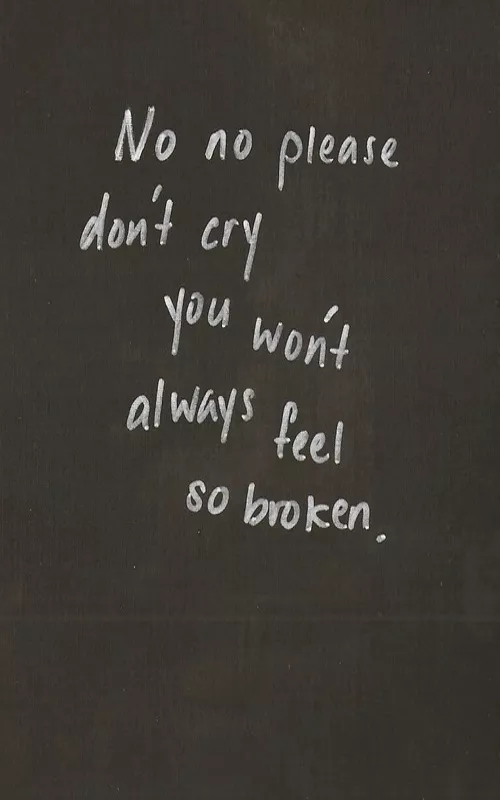 No no please
don't cry
you won't
always feel
so broken.